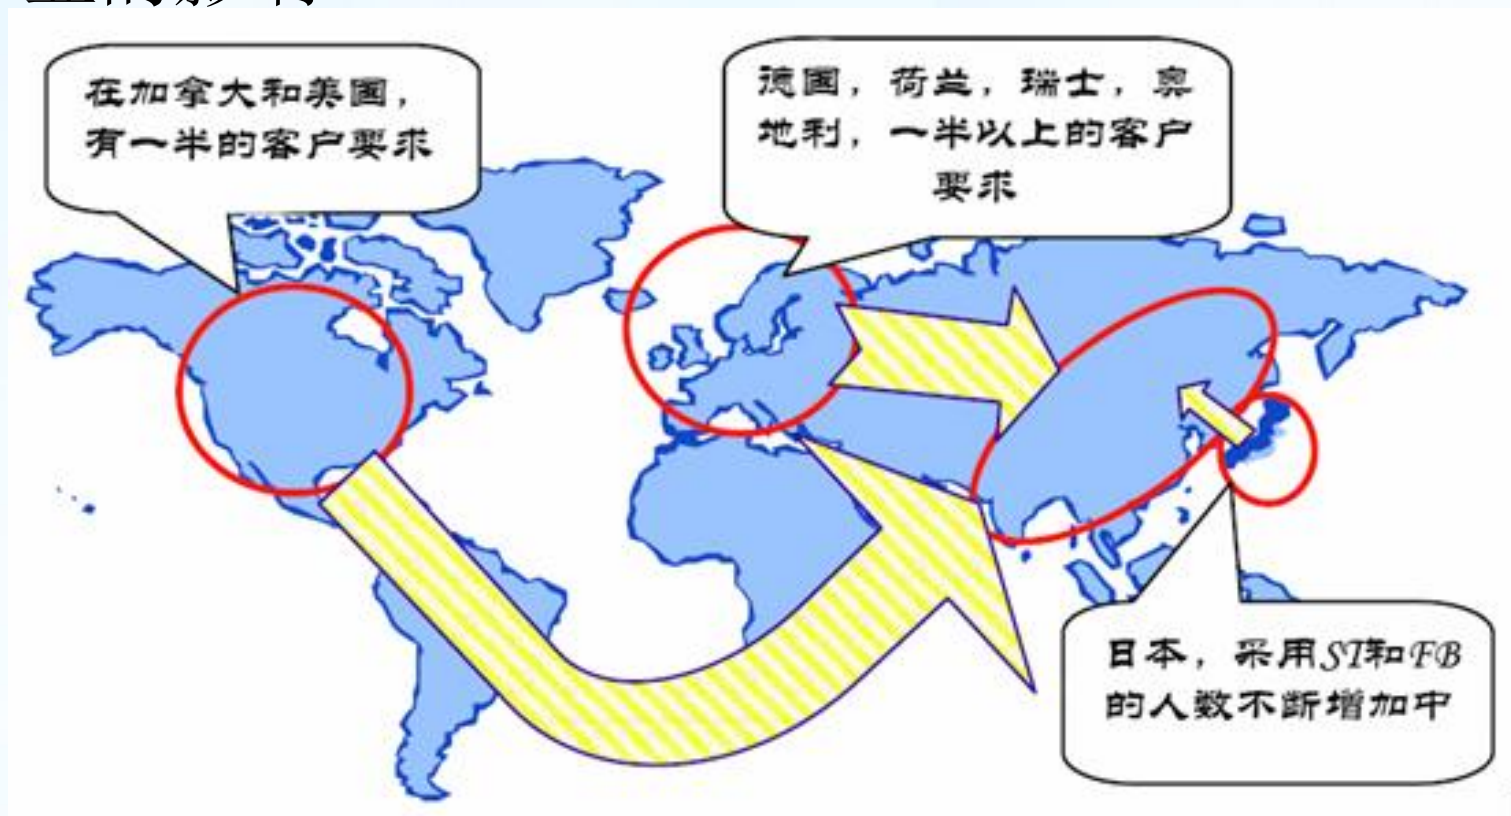 在加拿大和美国，
有一半的客户要求
德国，荷兰，瑞士，奥
地利，一半以上的客户
要求
日本，采用ST和FB
的人数不断增加中